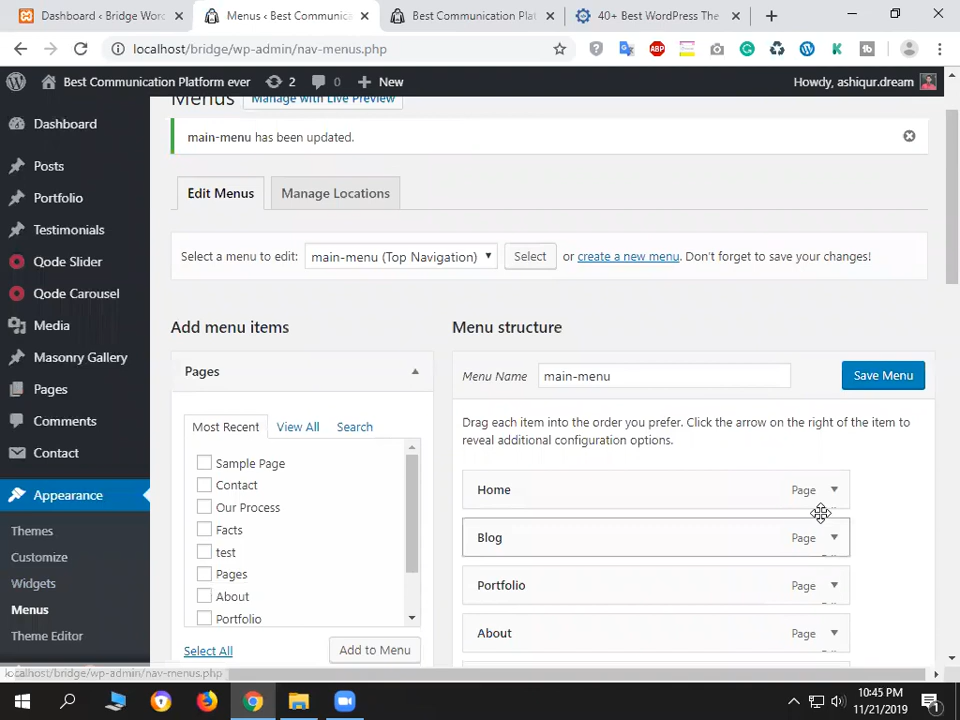 Dashboard ‹ Bridge Wor
Menus ‹ Best Communica
Best Communication Platform
40+ Best WordPress The
localhost/bridge/wp-admin/nav-menus.php
Best Communication Platform ever
2
0
New
Howdy, ashiqur.dream
Dashboard
Posts
Portfolio
Testimonials
Qode Slider
Qode Carousel
Media
Masonry Gallery
Pages
Comments
Contact
Appearance
Themes
Customize
Widgets
Menus
Theme Editor
Menus
Manage with Live Preview
main-menu has been updated.
Edit Menus
Manage Locations
Select a menu to edit:
main-menu (Top Navigation)
Select
or create a new menu. Don't forget to save your changes!
Add menu items
Pages
Most Recent
View All
Search
Sample Page
Contact
Our Process
Facts
test
Pages
About
Portfolio
Select All
Add to Menu
Menu structure
Menu Name
main-menu
Save Menu
Drag each item into the order you prefer. Click the arrow on the right of the item to
reveal additional configuration options.
Home Page
Blog Page
Portfolio Page
About Page
localhost/bridge/wp-admin/nav-menus.php
10:45 PM
11/21/2019
1